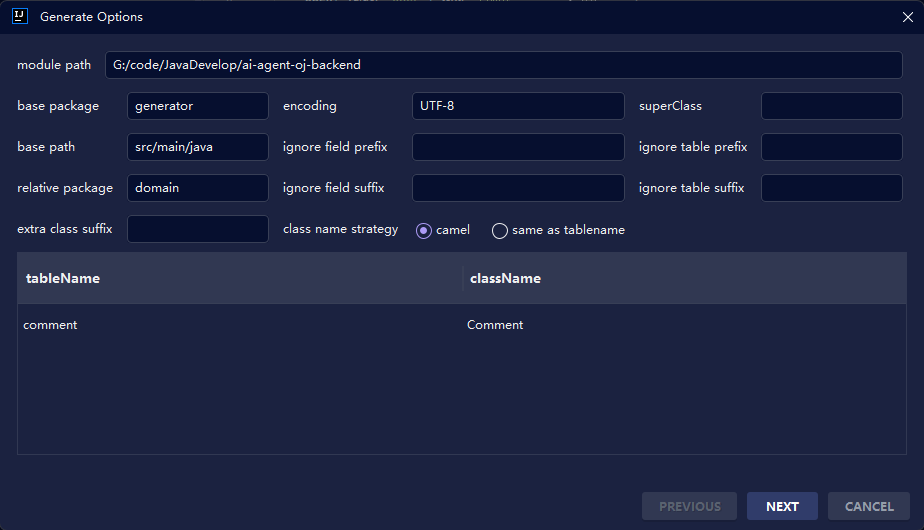 IJ Generate Options
module path G:/code/JavaDevelop/ai-agent-oj-backend
base package generator encoding UTF-8 superClass
base path src/main/java ignore field prefix ignore table prefix
relative package domain ignore field suffix ignore table suffix
extra class suffix class name strategy camel same as tablename
tableName className
comment Comment
PREVIOUS NEXT CANCEL